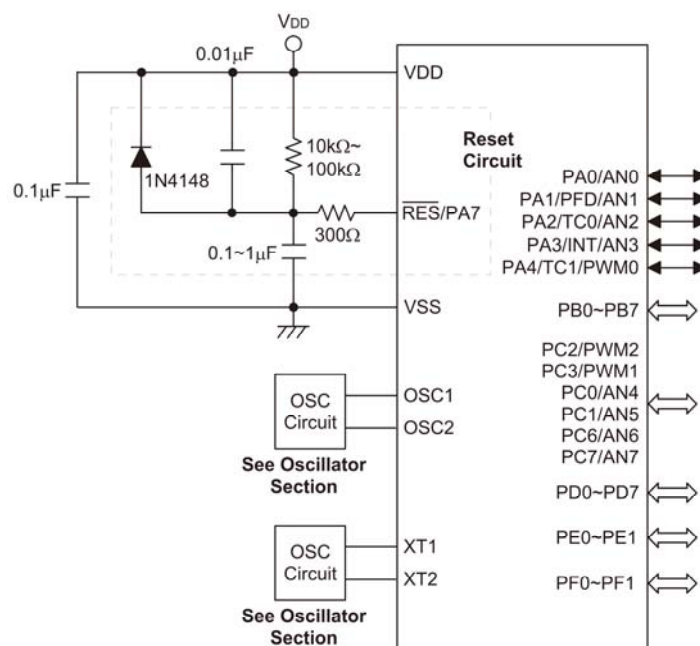 VDD
0.01μF
VDD
10kΩ~
100kΩ
Reset
Circuit
1N4148
0.1μF
RES/PA7
300Ω
0.1~1μF
VSS
OSC
Circuit
OSC1
OSC2
See Oscillator
Section
OSC
Circuit
XT1
XT2
See Oscillator
Section
PA0/AN0
PA1/PFD/AN1
PA2/TC0/AN2
PA3/INT/AN3
PA4/TC1/PWM0
PB0~PB7
PC2/PWM2
PC3/PWM1
PC0/AN4
PC1/AN5
PC6/AN6
PC7/AN7
PD0~PD7
PE0~PE1
PF0~PF1